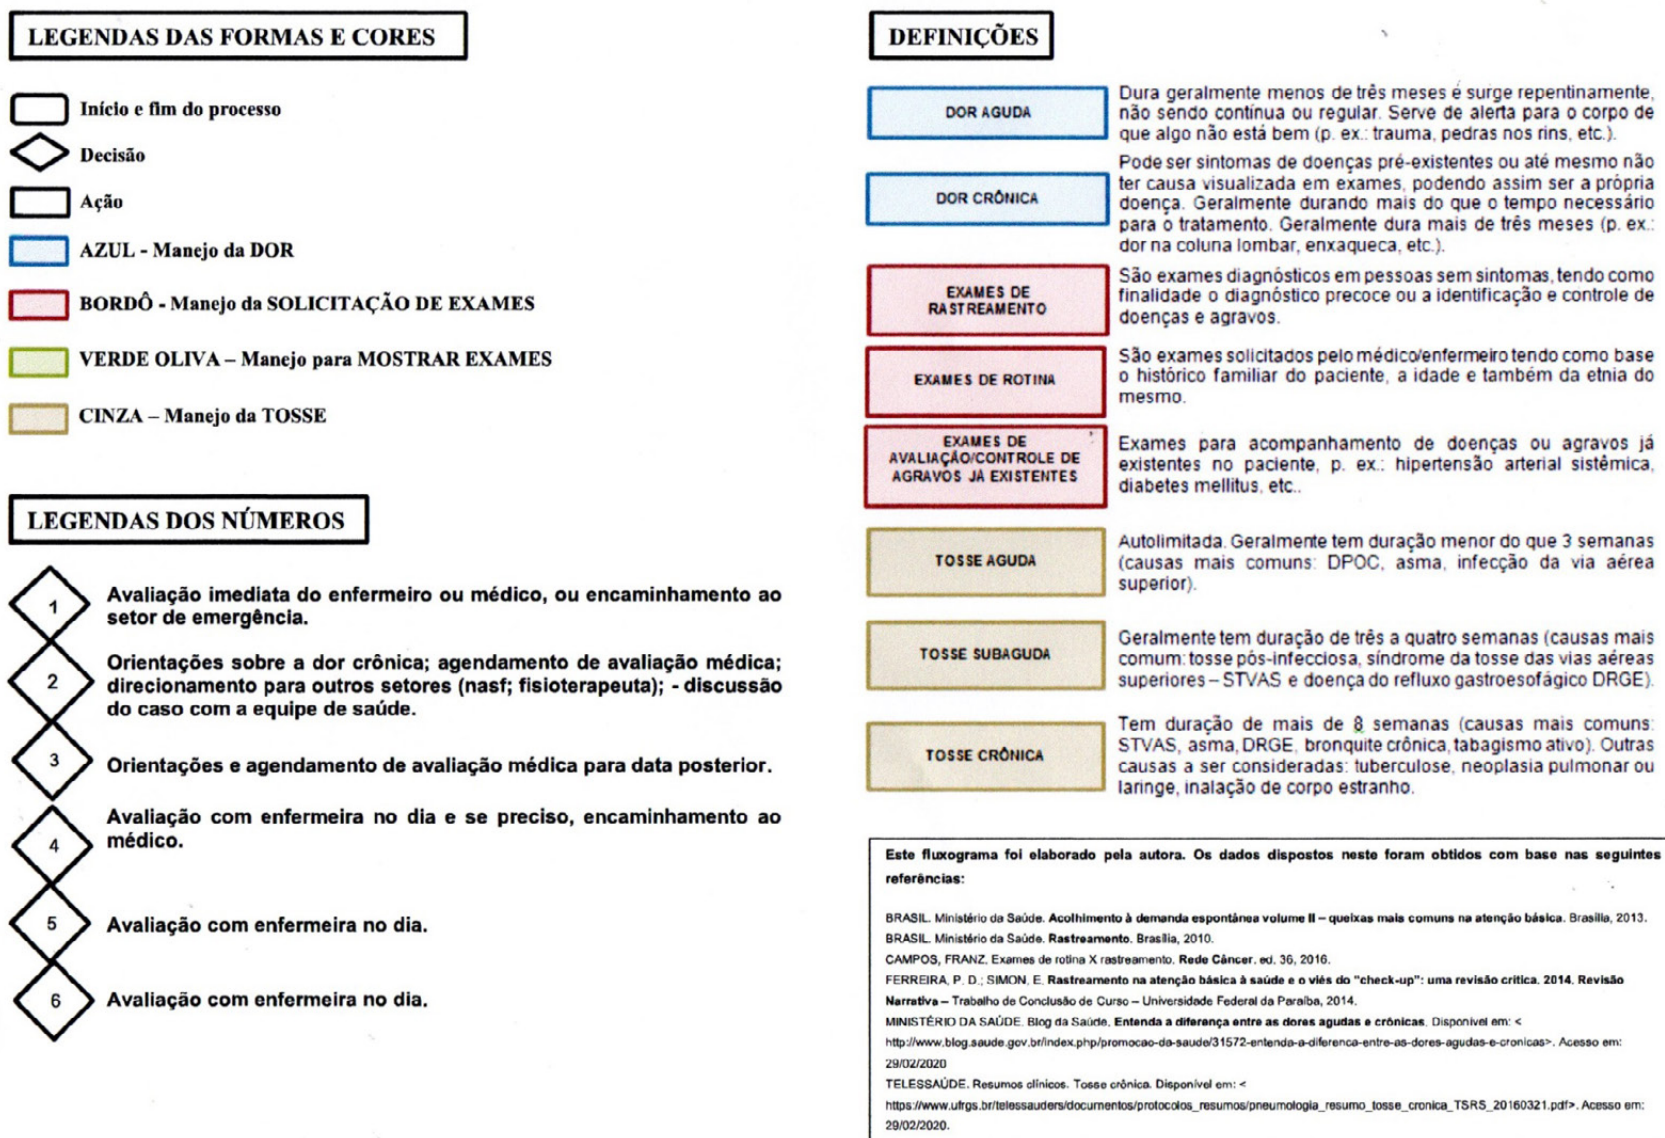 LEGENDAS DAS FORMAS E CORES
Início e fim do processo
Decisão
Ação
AZUL - Manejo da DOR
BORDÔ - Manejo da SOLICITAÇÃO DE EXAMES
VERDE OLIVA – Manejo para MOSTRAR EXAMES
CINZA – Manejo da TOSSE
LEGENDAS DOS NÚMEROS
1
Avaliação imediata do enfermeiro ou médico, ou encaminhamento ao
setor de emergência.
2
Orientações sobre a dor crônica; agendamento de avaliação médica;
direcionamento para outros setores (nasf; fisioterapeuta); - discussão
do caso com a equipe de saúde.
3
Orientações e agendamento de avaliação médica para data posterior.
4
Avaliação com enfermeira no dia e se preciso, encaminhamento ao
médico.
5
Avaliação com enfermeira no dia.
6
Avaliação com enfermeira no dia.
DEFINIÇÕES
DOR AGUDA
Dura geralmente menos de três meses e surge repentinamente,
não sendo contínua ou regular. Serve de alerta para o corpo de
que algo não está bem (p. ex.: trauma, pedras nos rins, etc.).
DOR CRÔNICA
Pode ser sintomas de doenças pré-existentes ou até mesmo não
ter causa visualizada em exames, podendo assim ser a própria
doença. Geralmente durando mais do que o tempo necessário
para o tratamento. Geralmente dura mais de três meses (p. ex.:
dor na coluna lombar, enxaqueca, etc.).
EXAMES DE
RASTREAMENTO
São exames diagnósticos em pessoas sem sintomas, tendo como
finalidade o diagnóstico precoce ou a identificação e controle de
doenças e agravos.
EXAMES DE ROTINA
São exames solicitados pelo médico/enfermeiro tendo como base
o histórico familiar do paciente, a idade e também da etnia do
mesmo.
EXAMES DE
AVALIAÇÃO/CONTROLE DE
AGRAVOS JÁ EXISTENTES
Exames para acompanhamento de doenças ou agravos já
existentes no paciente, p. ex.: hipertensão arterial sistêmica,
diabetes mellitus, etc..
TOSSE AGUDA
Autolimitada. Geralmente tem duração menor do que 3 semanas
(causas mais comuns: DPOC, asma, infecção da via aérea
superior).
TOSSE SUBAGUDA
Geralmente tem duração de três a quatro semanas (causas mais
comum: tosse pós-infecciosa, síndrome da tosse das vias aéreas
superiores – STVAS e doença do refluxo gastroesofágico DRGE).
TOSSE CRÔNICA
Tem duração de mais de 8 semanas (causas mais comuns:
STVAS, asma, DRGE, bronquite crônica, tabagismo ativo). Outras
causas a ser consideradas: tuberculose, neoplasia pulmonar ou
laringe, inalação de corpo estranho.
Este fluxograma foi elaborado pela autora. Os dados dispostos neste foram obtidos com base nas seguintes
referências:
BRASIL. Ministério da Saúde. Acolhimento à demanda espontânea volume II – queixas mais comuns na atenção básica. Brasília, 2013.
BRASIL. Ministério da Saúde. Rastreamento. Brasília, 2010.
CAMPOS, FRANZ. Exames de rotina X rastreamento. Rede Câncer. ed. 36, 2016.
FERREIRA, P. D.; SIMON, E. Rastreamento na atenção básica à saúde e o viés do "check-up": uma revisão crítica. 2014. Revisão
Narrativa – Trabalho de Conclusão de Curso – Universidade Federal da Paraíba, 2014.
MINISTÉRIO DA SAÚDE. Blog da Saúde. Entenda a diferença entre as dores agudas e crônicas. Disponível em: <
http://www.blog.saude.gov.br/index.php/promocao-da-saude/31572-entenda-a-diferenca-entre-as-dores-agudas-e-cronicas>. Acesso em:
29/02/2020
TELESSAÚDE. Resumos clínicos. Tosse crônica. Disponível em: <
https://www.ufrgs.br/telessauders/documentos/protocolos_resumos/pneumologia_resumo_tosse_cronica_TSRS_20160321.pdf>. Acesso em:
29/02/2020.